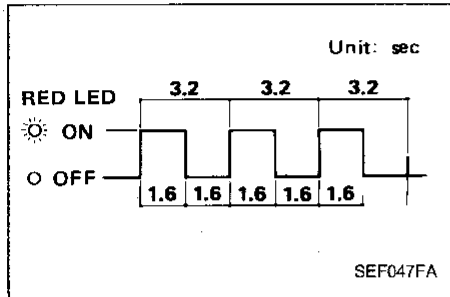 Unit: sec
3.2 3.2 3.2
RED LED
ON
OFF
1.6 1.6 1.6 1.6 1.6
SEF047FA